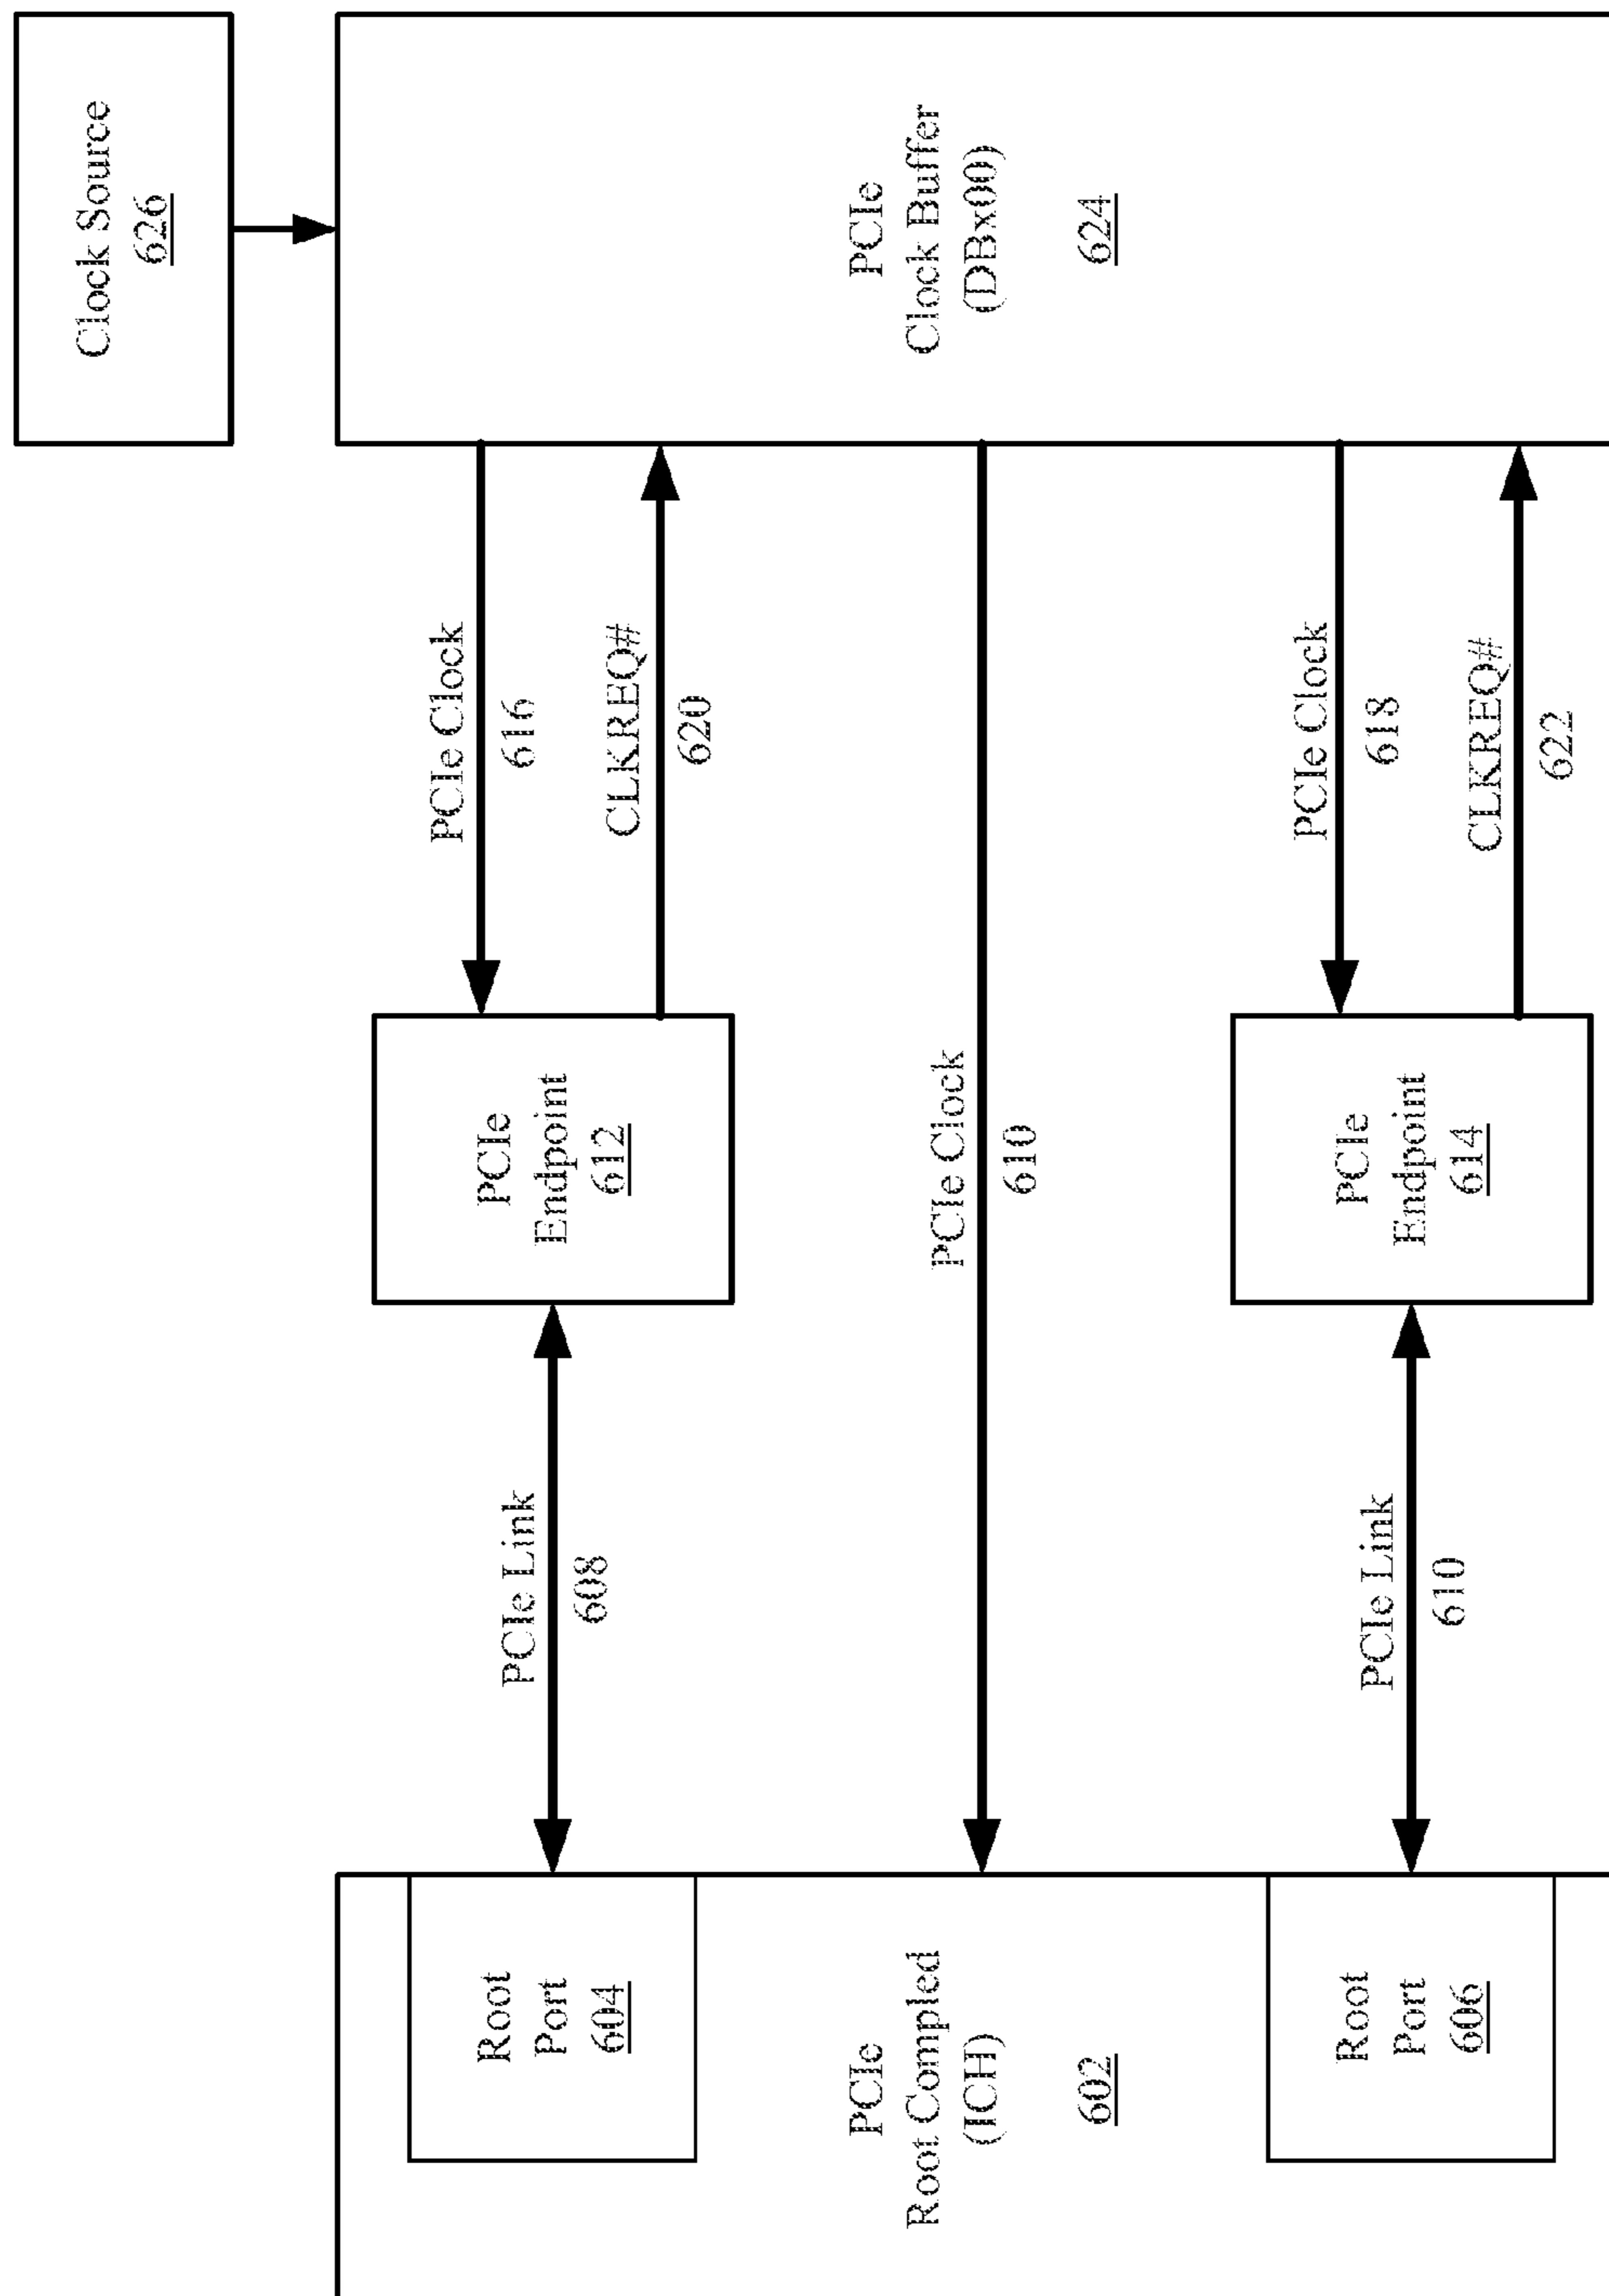 Clock Source
626
PCIe
Clock Buffer
(DBx00)
624
PCIe Clock
616
CLKREQ#
620
PCIe Clock
618
CLKREQ#
622
PCIe
Endpoint
612
PCIe Clock
610
PCIe
Endpoint
614
PCIe Link
608
PCIe Link
610
Root
Port
604
PCIe
Root Compled
(ICH)
602
Root
Port
606